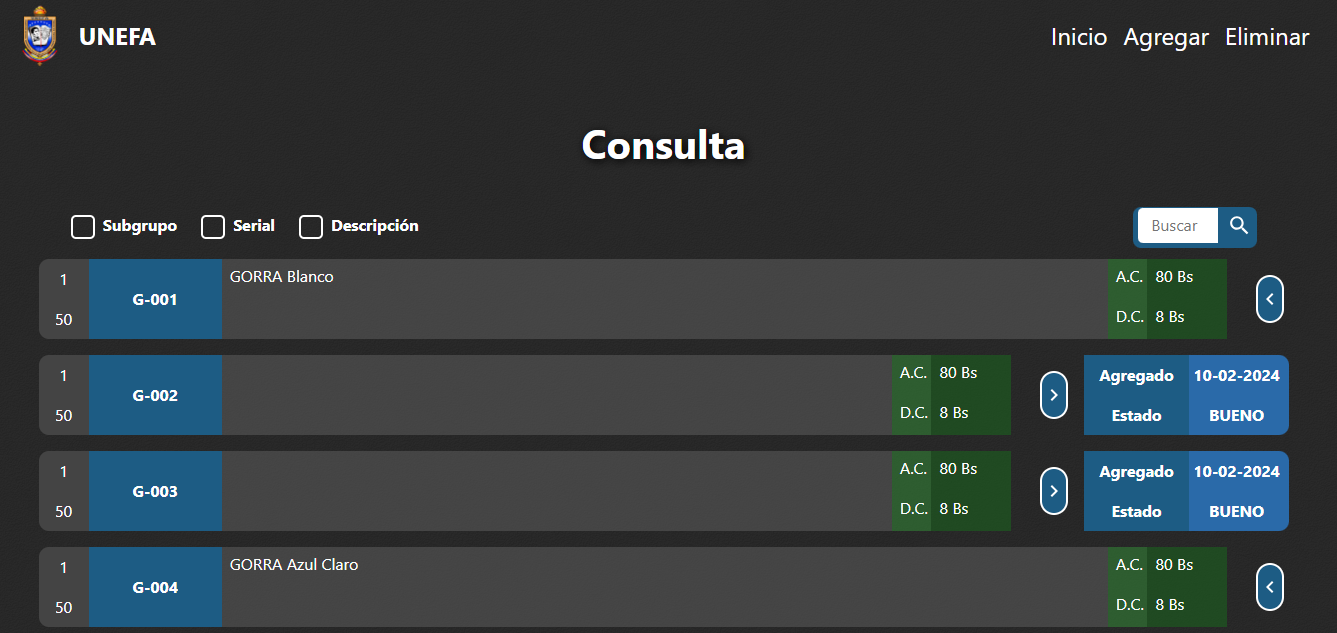 UNEFA
Inicio Agregar Eliminar
Consulta
Subgrupo Serial Descripción
Buscar
1
50
G-001
GORRA Blanco
A.C. 80 Bs
D.C. 8 Bs
1
50
G-002
A.C. 80 Bs
D.C. 8 Bs
Agregado 10-02-2024
Estado BUENO
1
50
G-003
A.C. 80 Bs
D.C. 8 Bs
Agregado 10-02-2024
Estado BUENO
1
50
G-004
GORRA Azul Claro
A.C. 80 Bs
D.C. 8 Bs